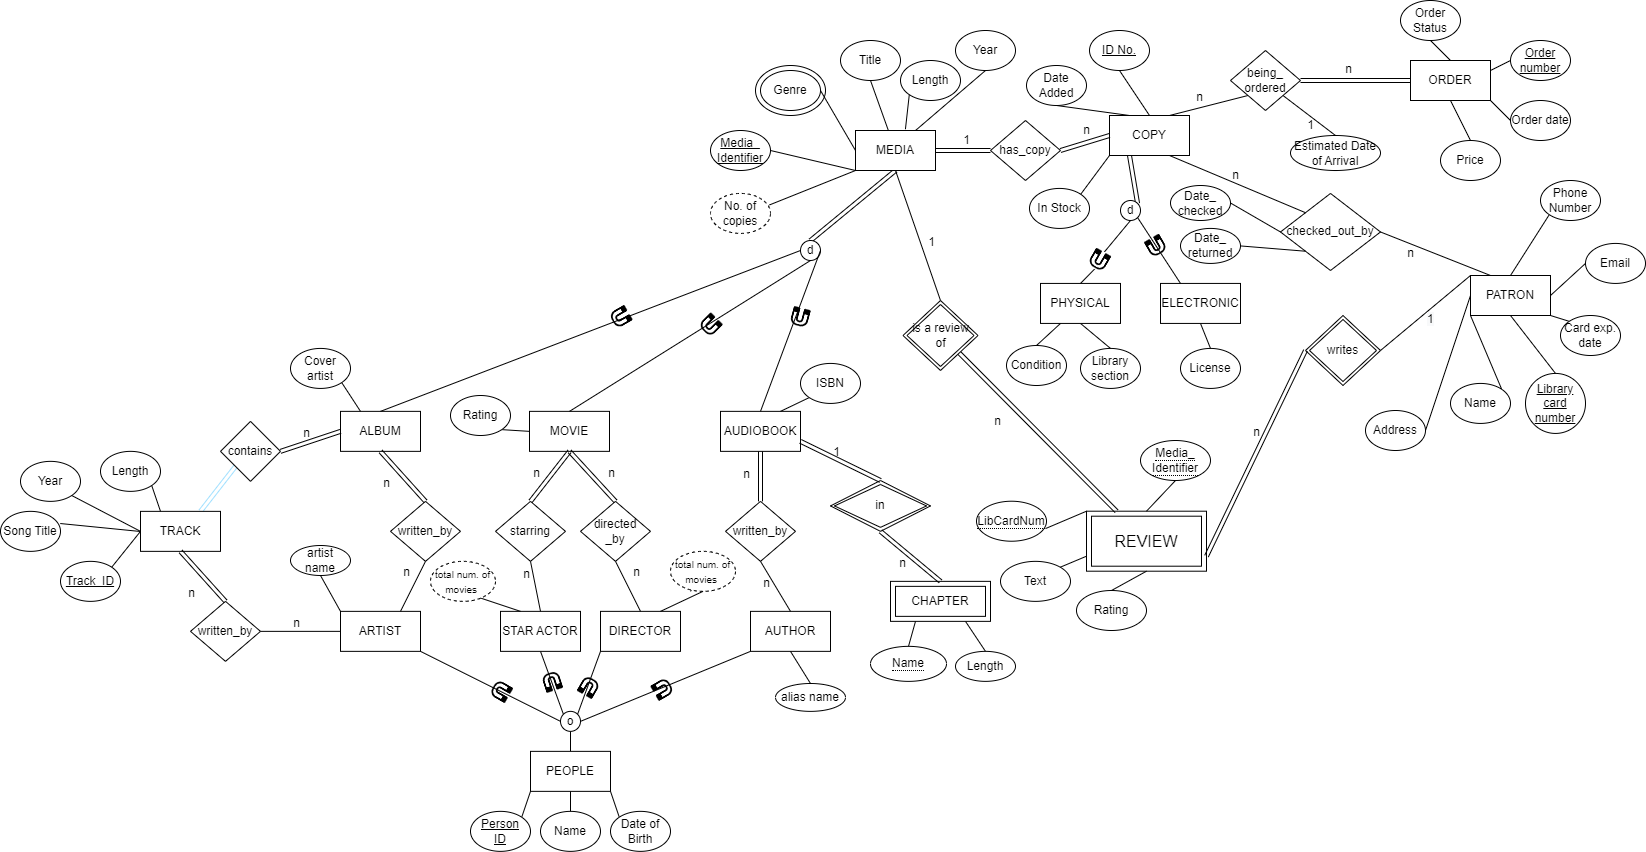 Order
Status
Order
number
Order date
Price
ORDER
n
being_
ordered
n
1
Estimated Date
of Arrival
ID No.
Date
Added
COPY
n
has_copy
1
In Stock
d
PHYSICAL
ELECTRONIC
Condition
Library
section
License
Year
Length
Title
Genre
Media_
Identifier
No. of
copies
MEDIA
n
Date_
checked
Date_
returned
checked_out_by
n
Phone
Number
Email
PATRON
Card exp.
date
Library
card
number
Name
Address
1
writes
n
1
is a review
of
n
Media_
Identifier
LibCardNum
REVIEW
Text
Rating
d
Cover
artist
ALBUM
Rating
MOVIE
ISBN
AUDIOBOOK
n
contains
Length
Year
Song Title
TRACK
Track_ID
n
written_by
n
n
written_by
n
n
starring
n
n
directed
_by
n
n
written_by
n
1
in
n
CHAPTER
Name
Length
artist
name
ARTIST
total num. of
movies
STAR ACTOR
total num. of
movies
DIRECTOR
AUTHOR
alias name
o
PEOPLE
Person
ID
Name
Date of
Birth